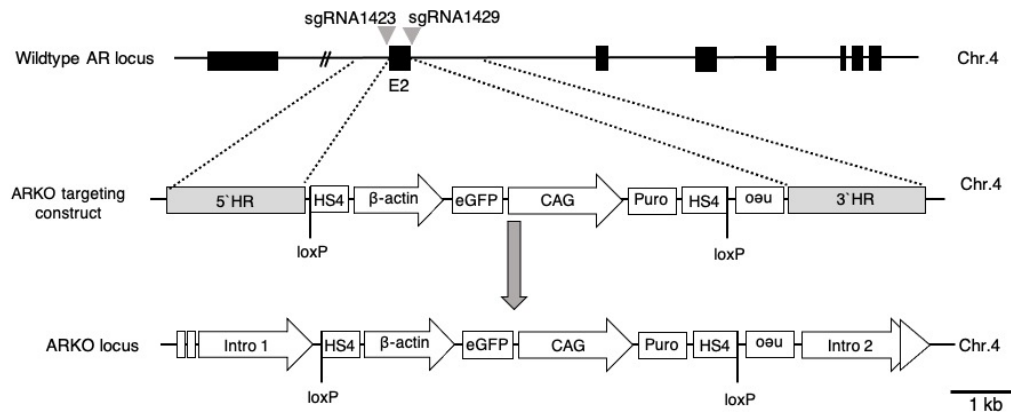 sgRNA1423 sgRNA1429
Wildtype AR locus // Chr.4
E2
ARKO targeting construct Chr.4
5`HR HS4 β-actin eGFP CAG Puro HS4 neo 3`HR
loxP loxP
ARKO locus Chr.4
Intro 1 HS4 β-actin eGFP CAG Puro HS4 neo Intro 2
loxP loxP
1 kb